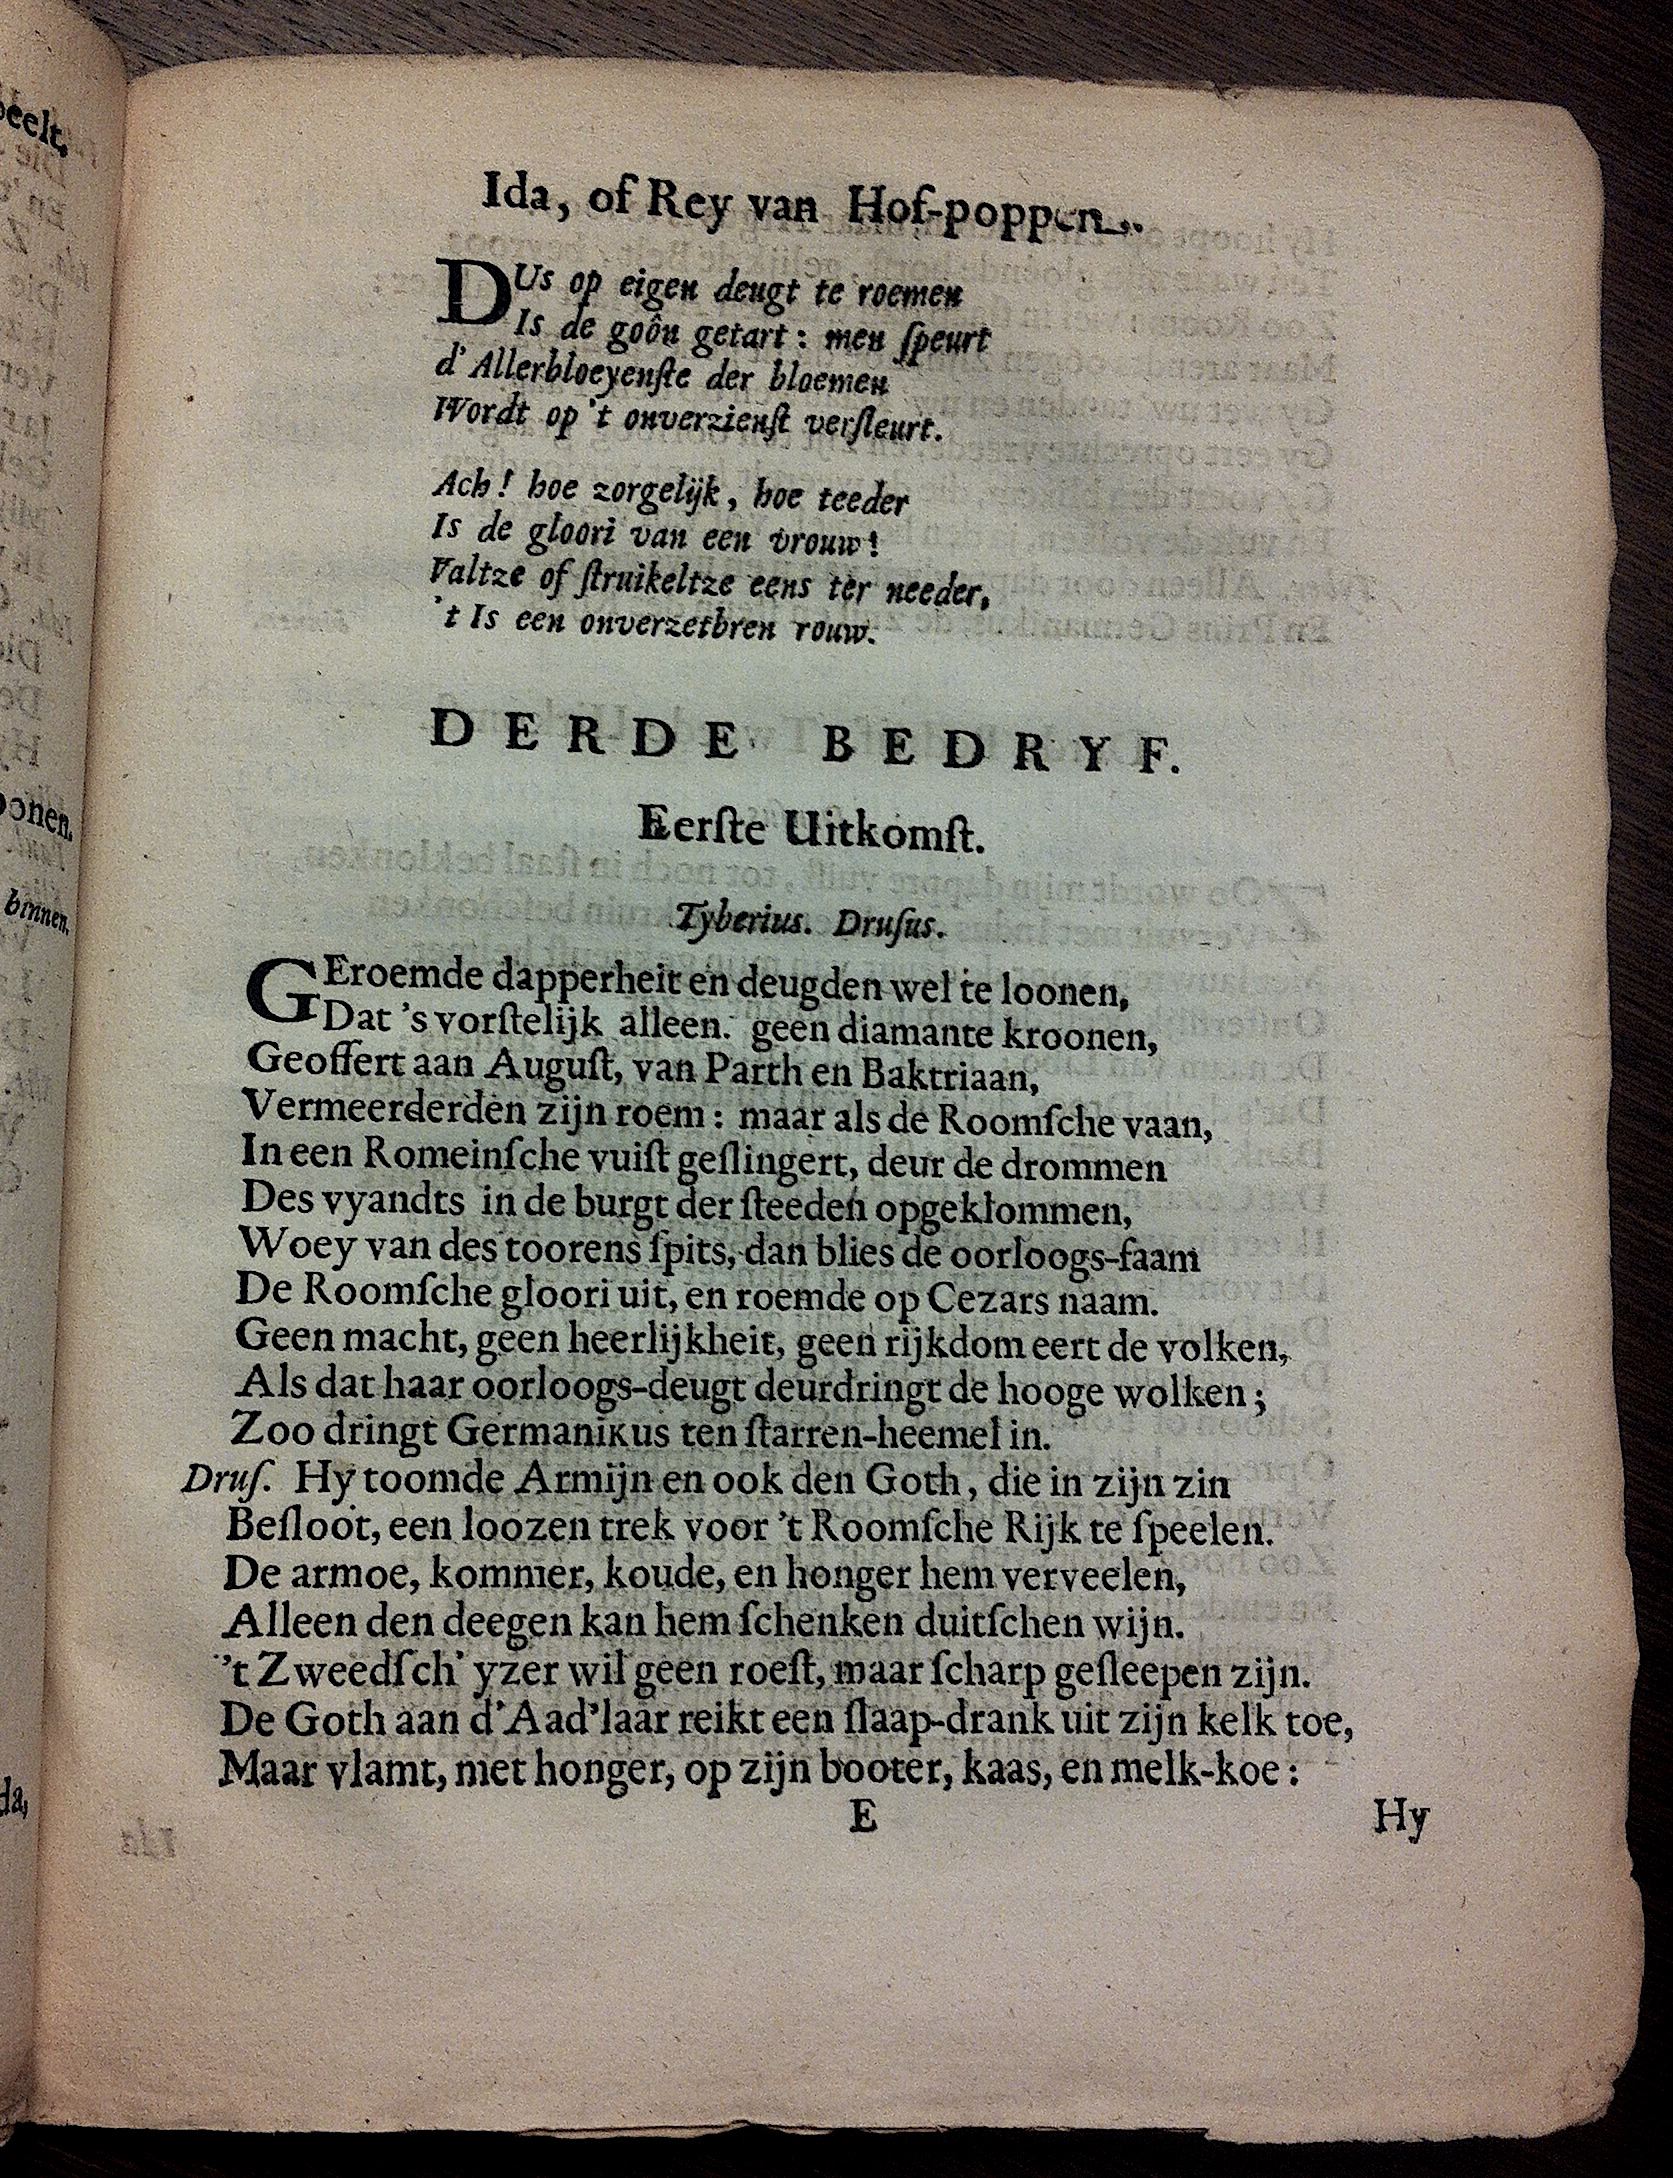 Ida, of Rey van Hof-poppen.
DUs op eigen deugt te roemen
Is de goôn getart: men ſpeurt
d'Allerbloeyenſte der bloemen
Wordt op 't onverzienſt verſleurt.
Ach! hoe zorgelijk, hoe teeder
Is de gloori van een vrouw!
Valtze of ſtruikeltze eens ter needer,
't Is een onverzetbren rouw.
DERDE BEDRYF.
Eerſte Uitkomſt.
Tyberius. Druſus.
GEroemde dapperheit en deugden wel te loonen,
Dat 's vorſtelijk alleen. geen diamante kroonen,
Geoffert aan Auguſt, van Parth en Baktriaan,
Vermeerderden zijn roem: maar als de Roomſche vaan,
In een Romeinſche vuiſt geſlingert, deur de drommen
Des vyandts in de burgt der ſteeden opgeklommen,
Woey van des toorens ſpits, dan blies de oorloogs-faam
De Roomſche gloori uit, en roemde op Cezars naam.
Geen macht, geen heerlijkheit, geen rijkdom eert de volken,
Als dat haar oorloogs-deugt deurdringt de hooge wolken;
Zoo dringt Germanikus ten ſtarren-heemel in.
Druſ. Hy toomde Armijn en ook den Goth, die in zijn zin
Beſloot, een loozen trek voor 't Roomſche Rijk te ſpeelen.
De armoe, kommer, koude, en honger hem verveelen,
Alleen den deegen kan hem ſchenken duitſchen wijn.
't Zweedſch' yzer wil geen roeſt, maar ſcharp geſleepen zijn.
De Goth aan d'Aad'laar reikt een ſlaap-drank uit zijn kelk toe,
Maar vlamt, met honger, op zijn booter, kaas, en melk-koe:
E
Hy